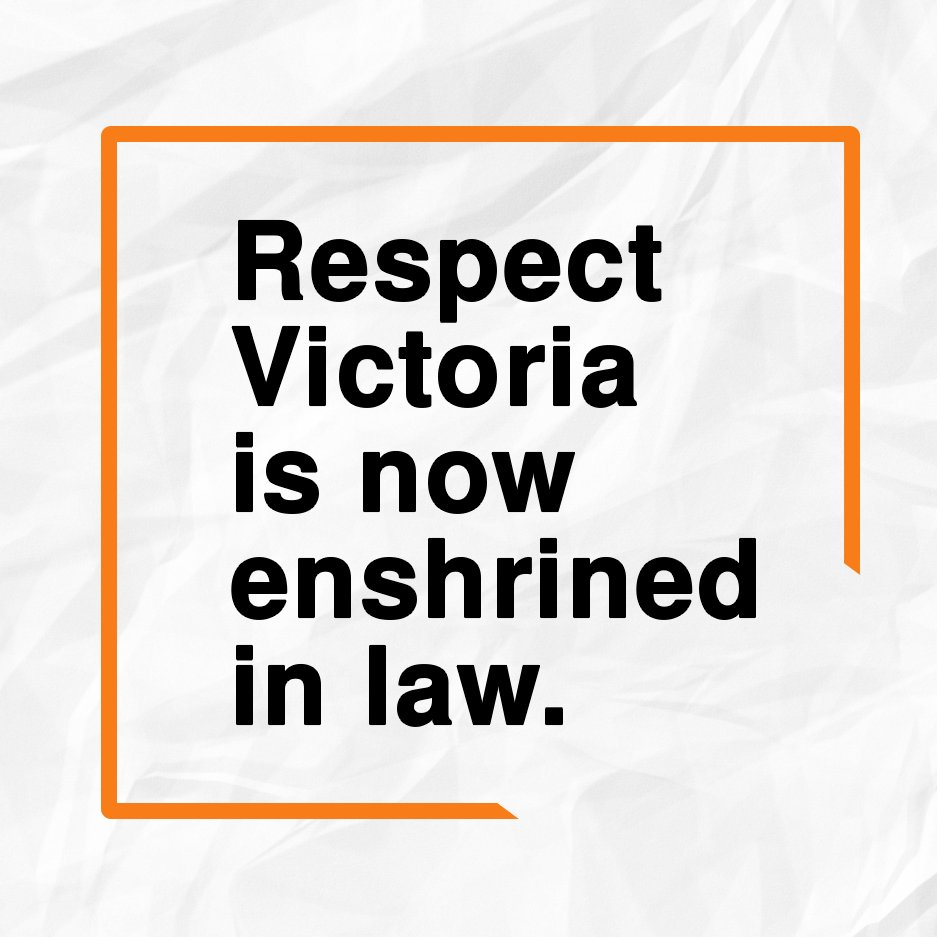 Respect
Victoria
is now
enshrined
in law.